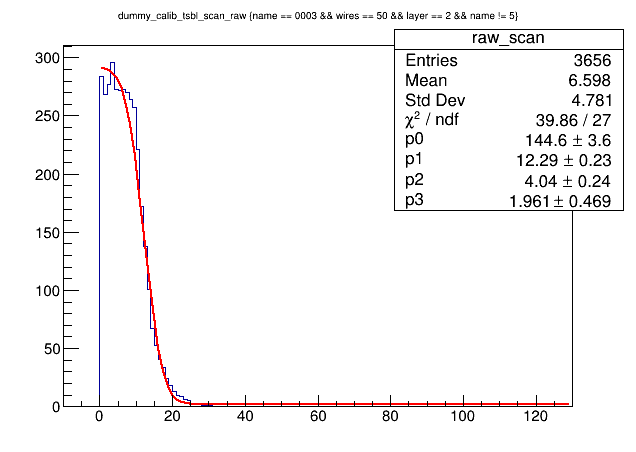 dummy_calib_tsbl_scan_raw {name == 0003 && wires == 50 && layer == 2 && name != 5}
raw_scan
Entries 3656
Mean 6.598
Std Dev 4.781
χ² / ndf 39.86 / 27
p0 144.6 ± 3.6
p1 12.29 ± 0.23
p2 4.04 ± 0.24
p3 1.961 ± 0.469
300
250
200
150
100
50
0
0 20 40 60 80 100 120